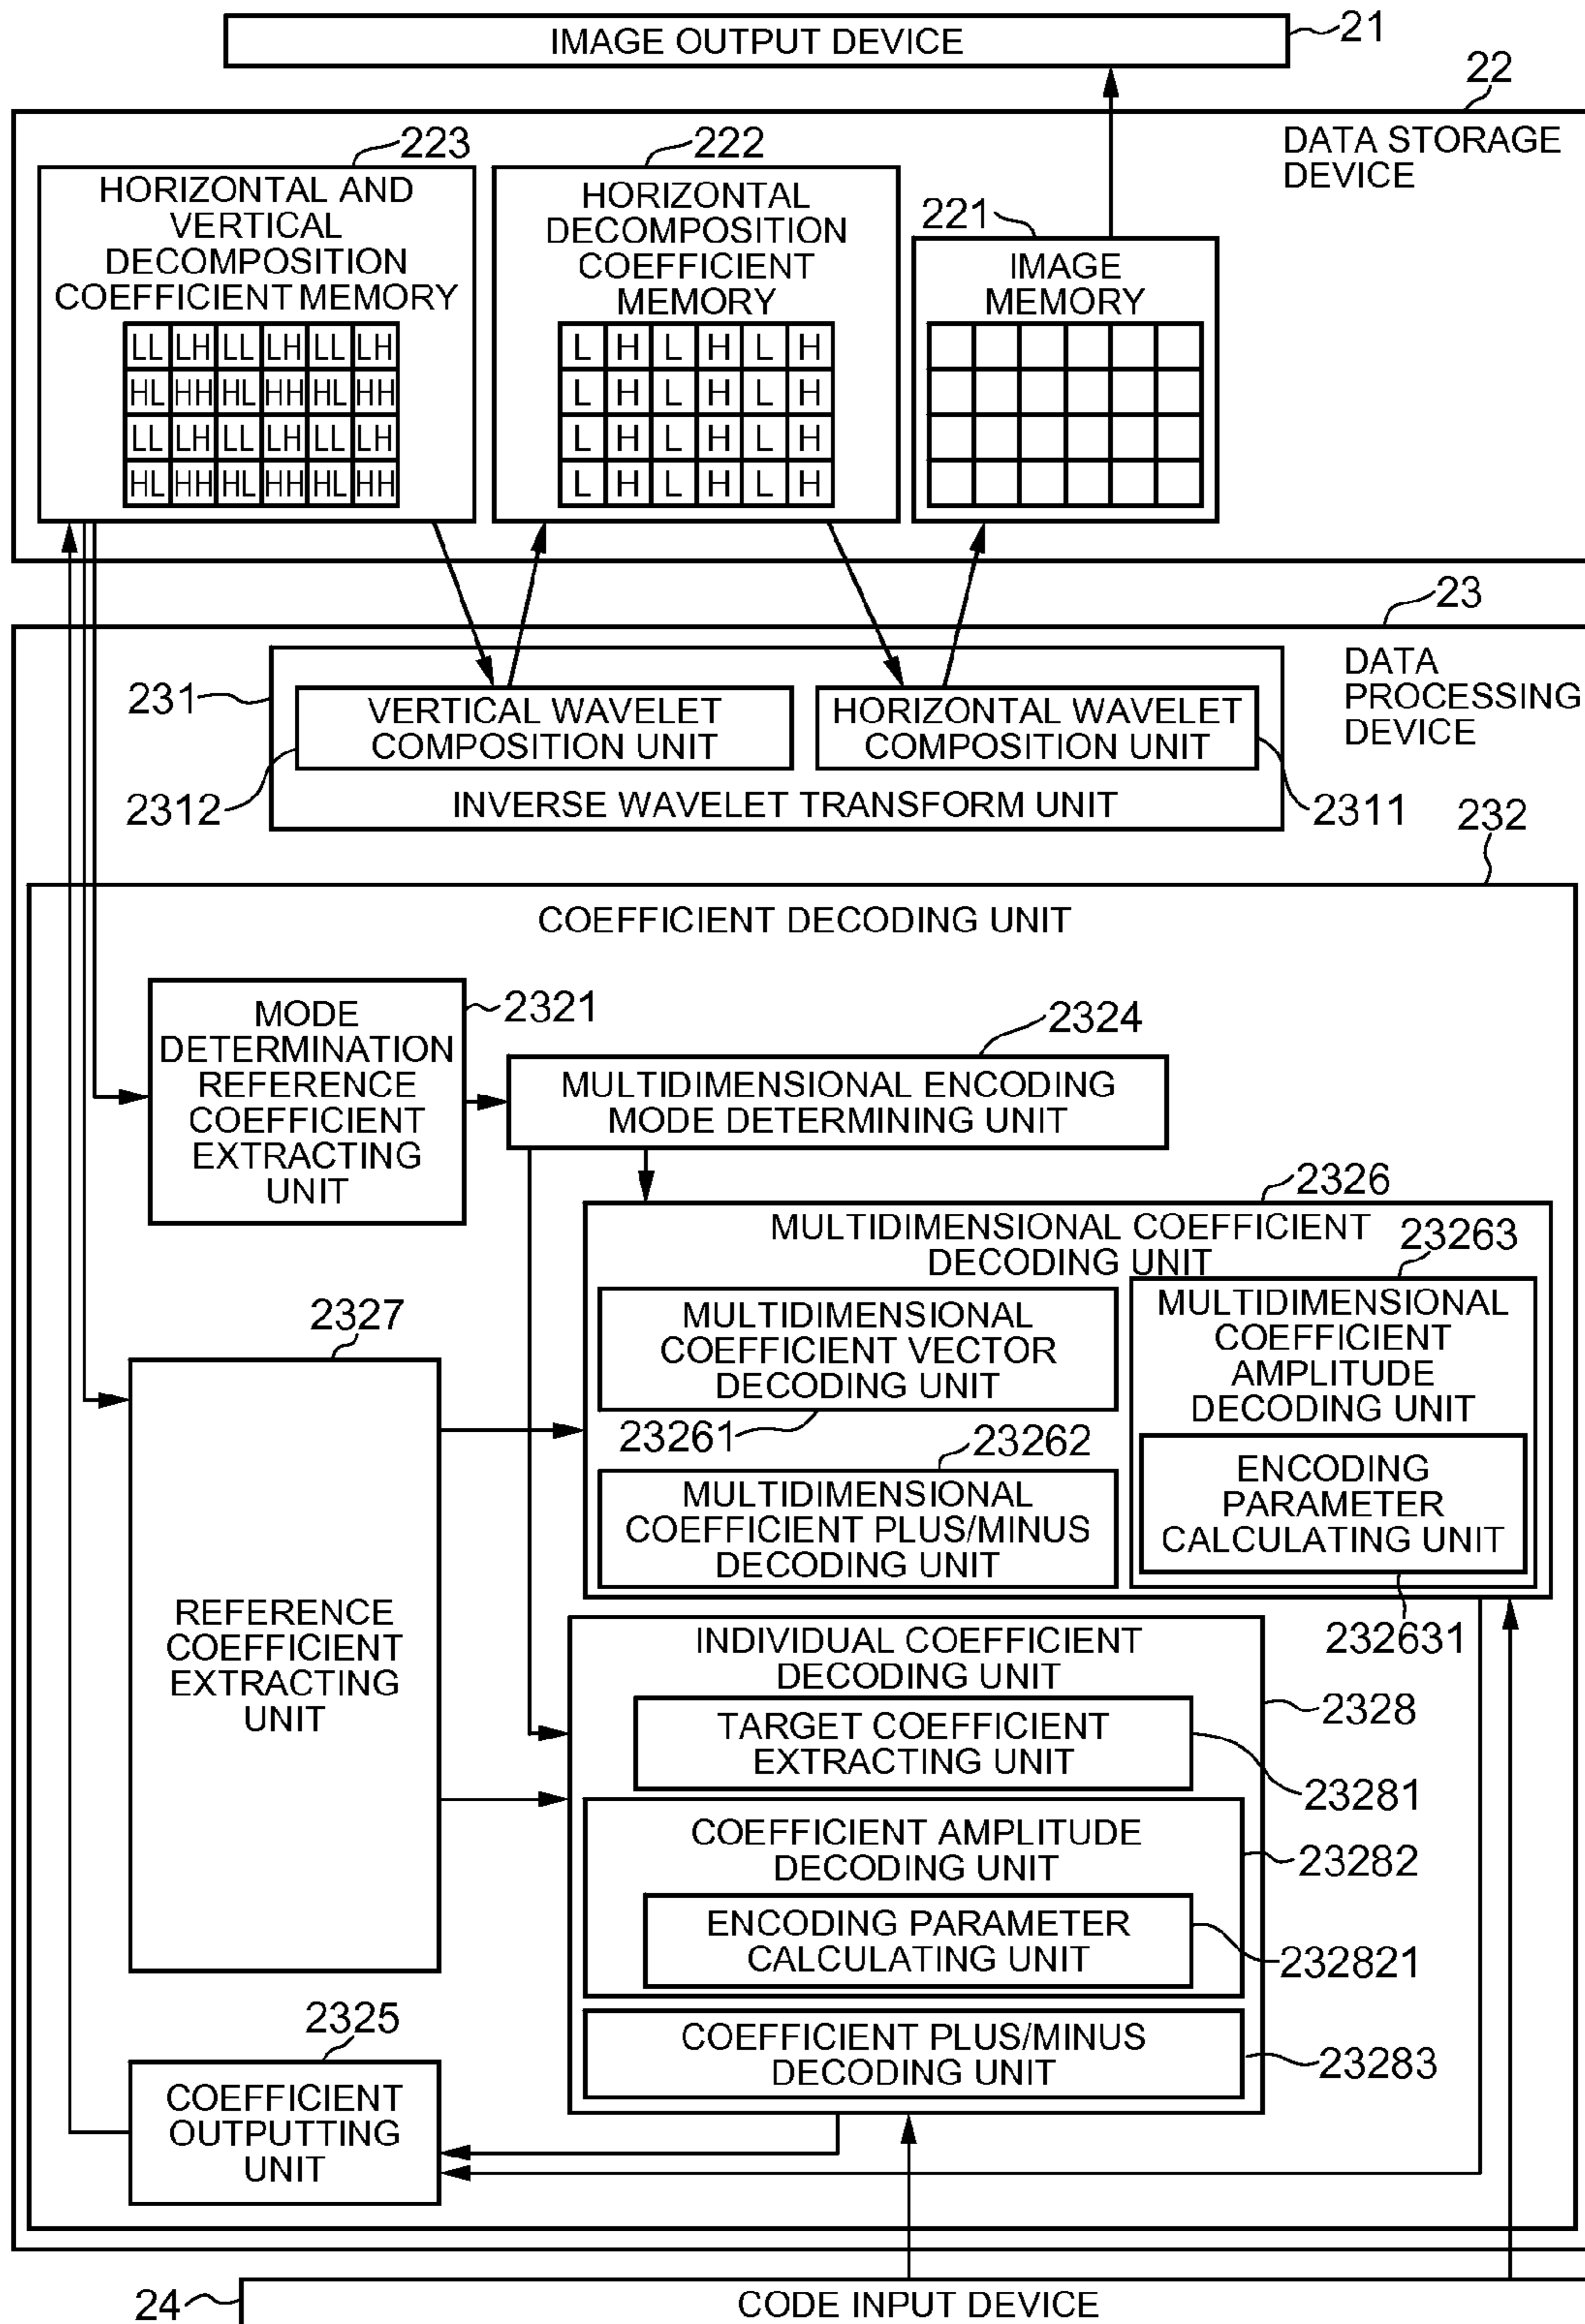 IMAGE OUTPUT DEVICE
21
22
DATA STORAGE
DEVICE
223
HORIZONTAL AND
VERTICAL
DECOMPOSITION
COEFFICIENT MEMORY
LL LH LL LH LL LH
HL HH HL HH HL HH
LL LH LL LH LL LH
HL HH HL HH HL HH
222
HORIZONTAL
DECOMPOSITION
COEFFICIENT
MEMORY
L H L H L H
L H L H L H
L H L H L H
L H L H L H
221
IMAGE
MEMORY
23
DATA
PROCESSING
DEVICE
231
VERTICAL WAVELET
COMPOSITION UNIT
HORIZONTAL WAVELET
COMPOSITION UNIT
2312
INVERSE WAVELET TRANSFORM UNIT
2311
232
COEFFICIENT DECODING UNIT
MODE
DETERMINATION
REFERENCE
COEFFICIENT
EXTRACTING
UNIT
2321
2324
MULTIDIMENSIONAL ENCODING
MODE DETERMINING UNIT
2326
MULTIDIMENSIONAL COEFFICIENT
DECODING UNIT
23263
MULTIDIMENSIONAL
COEFFICIENT VECTOR
DECODING UNIT
23261
MULTIDIMENSIONAL
COEFFICIENT
AMPLITUDE
DECODING UNIT
23262
MULTIDIMENSIONAL
COEFFICIENT PLUS/MINUS
DECODING UNIT
ENCODING
PARAMETER
CALCULATING UNIT
232631
2327
REFERENCE
COEFFICIENT
EXTRACTING
UNIT
INDIVIDUAL COEFFICIENT
DECODING UNIT
2328
TARGET COEFFICIENT
EXTRACTING UNIT
23281
COEFFICIENT AMPLITUDE
DECODING UNIT
23282
ENCODING PARAMETER
CALCULATING UNIT
232821
COEFFICIENT PLUS/MINUS
DECODING UNIT
23283
2325
COEFFICIENT
OUTPUTTING
UNIT
24
CODE INPUT DEVICE